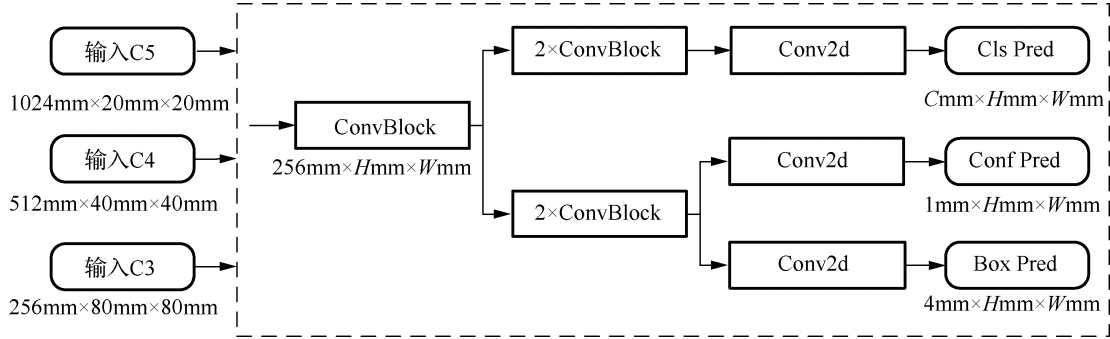 输入C5
1024mm×20mm×20mm
输入C4
512mm×40mm×40mm
输入C3
256mm×80mm×80mm
ConvBlock
256mm×Hmm×Wmm
2×ConvBlock
Conv2d
Cls Pred
Cmm×Hmm×Wmm
2×ConvBlock
Conv2d
Conf Pred
1mm×Hmm×Wmm
Conv2d
Box Pred
4mm×Hmm×Wmm